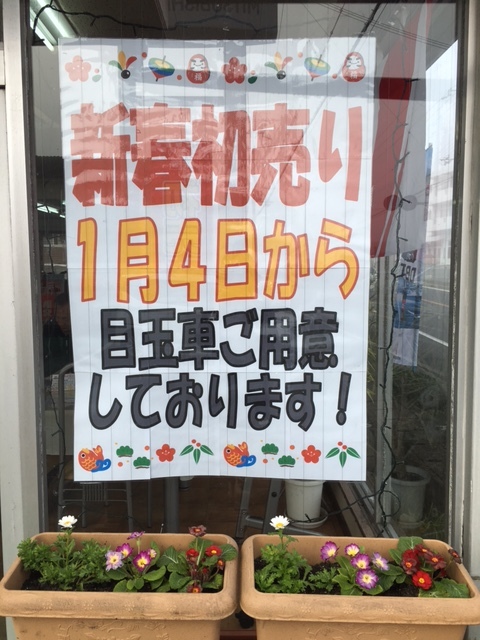 新春初売り
1月4日から
目玉車ご用意
しております!